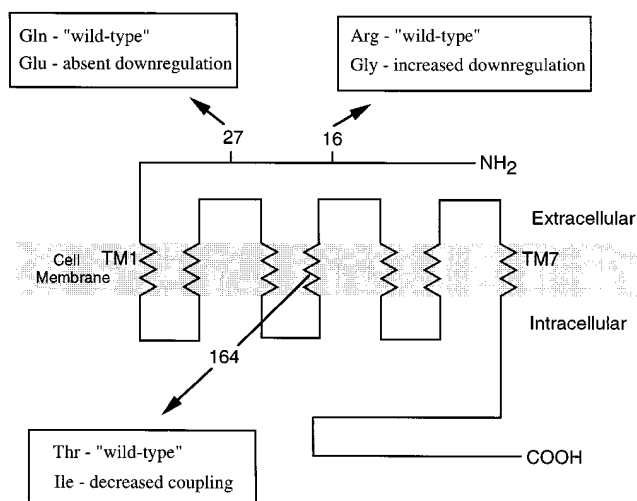 Gln - "wild-type"
Glu - absent downregulation
Arg - "wild-type"
Gly - increased downregulation
27
16
NH2
Extracellular
Cell
Membrane
TM1
TM7
Intracellular
164
Thr - "wild-type"
Ile - decreased coupling
COOH